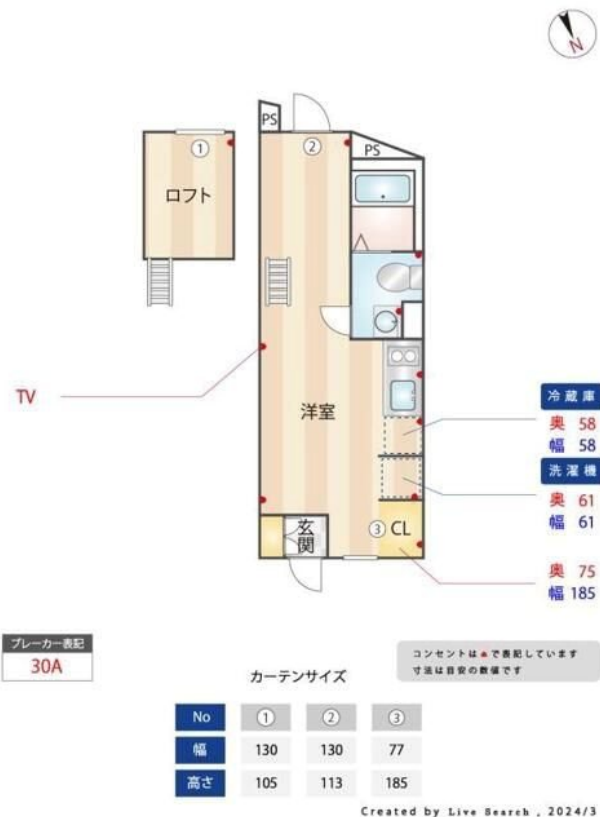 N
PS
①
②
PS
ロフト
TV
洋室
冷蔵庫
奥 58
幅 58
洗濯機
奥 61
幅 61
玄関
③ CL
奥 75
幅 185
ブレーカー表記
30A
コンセントは●で表記しています
寸法は目安の数値です
カーテンサイズ
No ① ② ③
幅 130 130 77
高さ 105 113 185
Created by Live Search , 2024/3